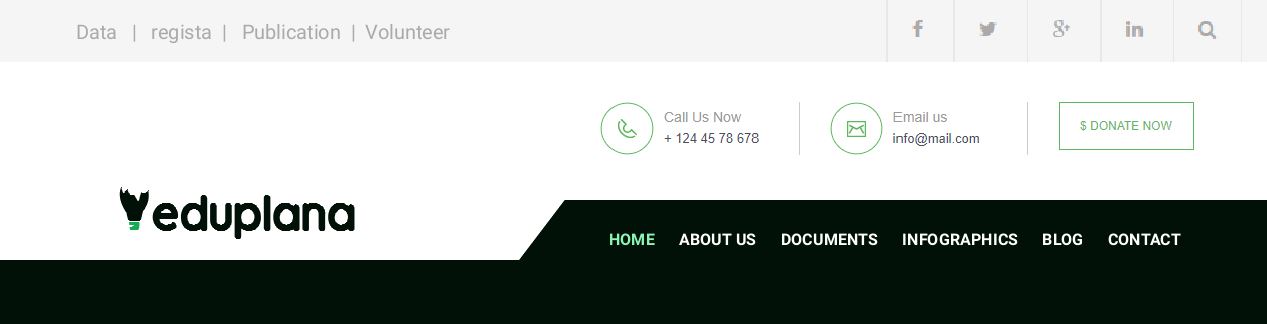 Data | regista | Publication | Volunteer
Call Us Now
+ 124 45 78 678
Email us
info@mail.com
$ DONATE NOW
eduplana
HOME ABOUT US DOCUMENTS INFOGRAPHICS BLOG CONTACT